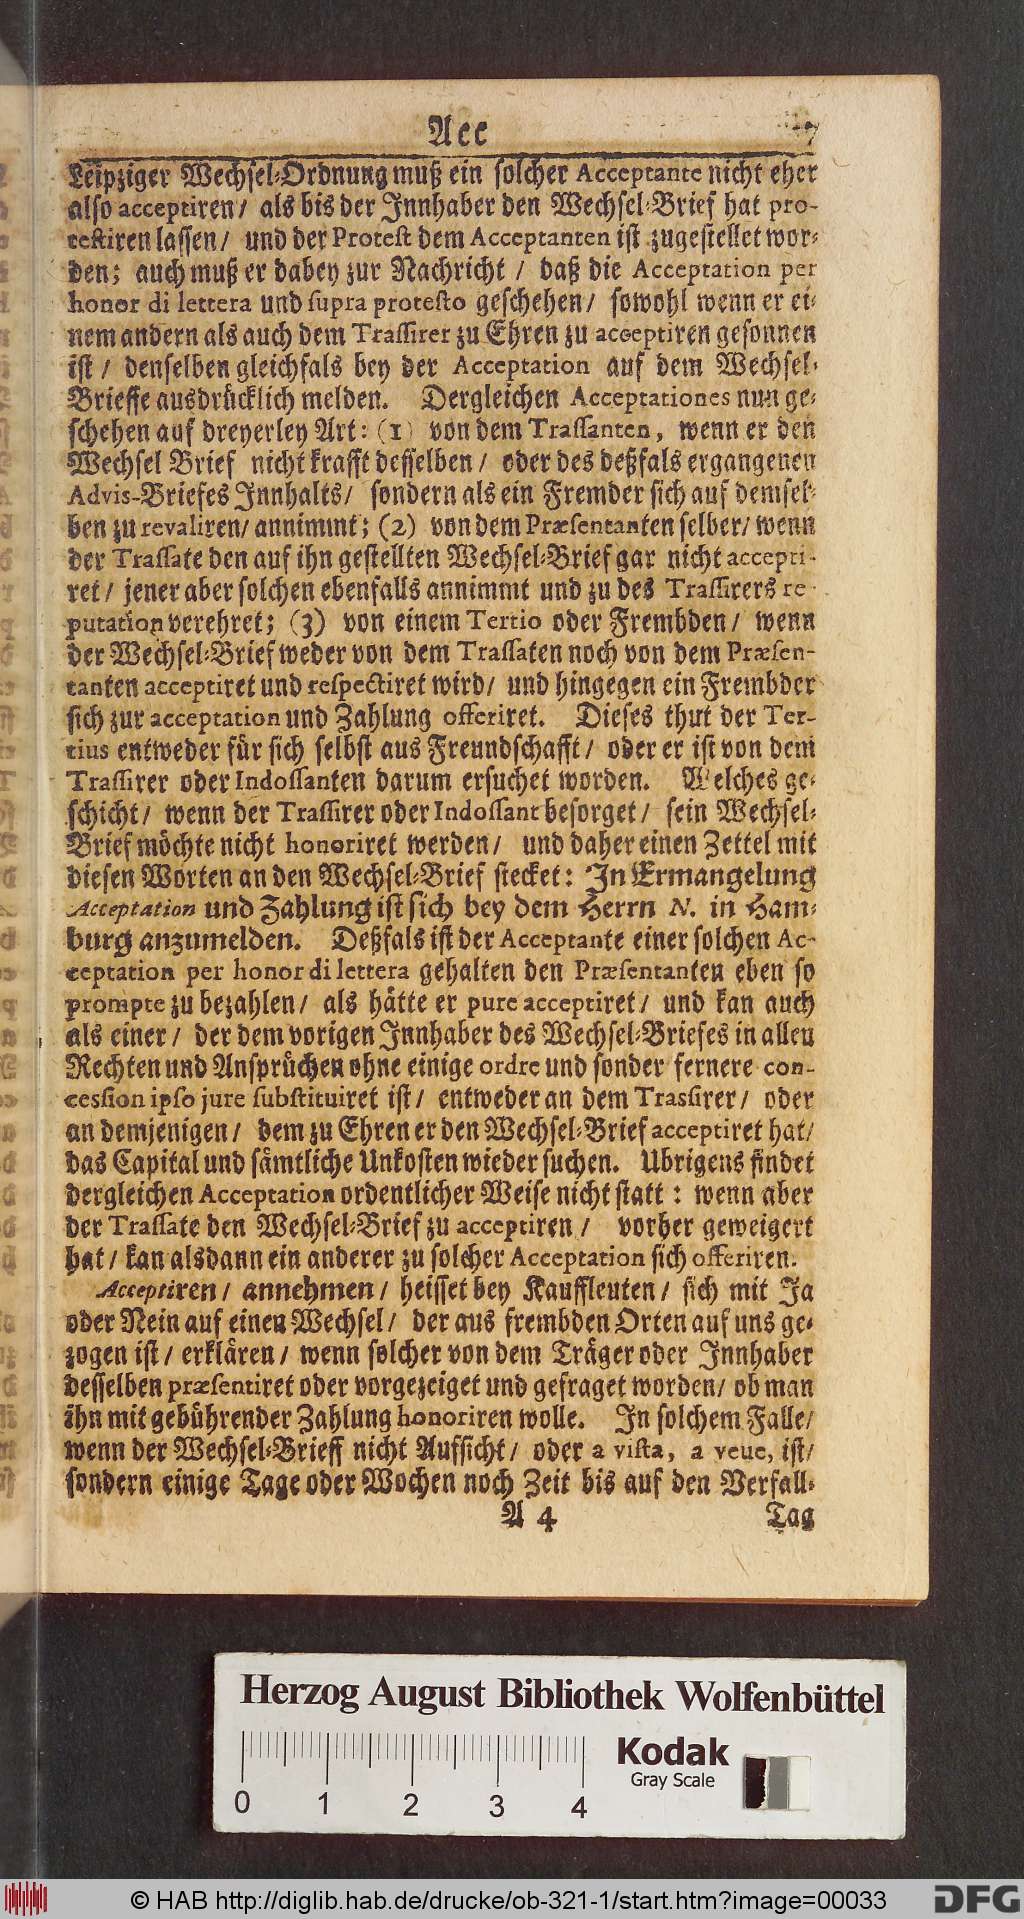 Acc 7
Leipziger Wechsel-Ordnung muß ein solcher Acceptante nicht eher
also acceptiren/ als bis der Innhaber den Wechsel-Brief hat pro-
testiren lassen/ und der Protest dem Acceptanten ist zugestellet wor-
den; auch muß er dabey zur Nachricht / daß die Acceptation per
honor di lettera und supra protesto geschehen/ sowohl wenn er ei-
nem andern als auch dem Trassirer zu Ehren zu acceptiren gesonnen
ist / denselben gleichfals bey der Acceptation auf dem Wechsel-
Brieffe ausdrücklich melden. Dergleichen Acceptationes nun ge-
schehen auf dreyerley Art: (1) von dem Trassanten, wenn er den
Wechsel Brief nicht krafft desselben / oder des deßfals ergangenen
Advis-Briefes Innhalts/ sondern als ein Fremder sich auf demsel-
ben zu revaliren/ annimmt; (2) von dem Præsentanten selber/ wenn
der Trassate den auf ihn gestellten Wechsel-Brief gar nicht accepti-
ret/ jener aber solchen ebenfalls annimmt und zu des Trassirers re-
putation verehret; (3) von einem Tertio oder Frembden/ wenn
der Wechsel-Brief weder von dem Trassaten noch von dem Præsen-
tanten acceptiret und respectiret wird/ und hingegen ein Frembder
sich zur acceptation und Zahlung offeriret. Dieses thut der Ter-
tius entweder für sich selbst aus Freundschafft/ oder er ist von dem
Trassirer oder Indossanten darum ersuchet worden. Welches ge-
schicht/ wenn der Trassirer oder Indossant besorget/ sein Wechsel-
Brief möchte nicht honoriret werden/ und daher einen Zettel mit
diesen Worten an den Wechsel-Brief stecket: In Ermangelung
Acceptation und Zahlung ist sich bey dem Herrn N. in Ham-
burg anzumelden. Deßfals ist der Acceptante einer solchen Ac-
ceptation per honor di lettera gehalten den Præsentanten eben so
prompte zu bezahlen/ als hätte er pure acceptiret/ und kan auch
als einer/ der dem vorigen Innhaber des Wechsel-Briefes in allen
Rechten und Ansprüchen ohne einige ordre und sonder fernere con-
cession ipso jure substituiret ist/ entweder an dem Trassirer/ oder
an demjenigen/ dem zu Ehren er den Wechsel-Brief acceptiret hat/
das Capital und sämtliche Unkosten wieder suchen. Ubrigens findet
dergleichen Acceptation ordentlicher Weise nicht statt: wenn aber
der Trassate den Wechsel-Brief zu acceptiren/ vorher geweigert
hat/ kan alsdann ein anderer zu solcher Acceptation sich offeriren.
Acceptiren/ annehmen/ heisset bey Kauffleuten/ sich mit Ja
oder Nein auf einen Wechsel/ der aus frembden Orten auf uns ge-
zogen ist/ erklären/ wenn solcher von dem Träger oder Innhaber
desselben præsentiret oder vorgezeiget und gefraget worden/ ob man
ihn mit gebührender Zahlung honoriren wolle. In solchem Falle/
wenn der Wechsel-Brieff nicht Aufsicht/ oder a vista, a veue, ist/
sondern einige Tage oder Wochen noch Zeit bis auf den Verfall-
A 4 Tag
Herzog August Bibliothek Wolfenbüttel
Kodak
Gray Scale
0 1 2 3 4
© HAB http://diglib.hab.de/drucke/ob-321-1/start.htm?image=00033
DFG